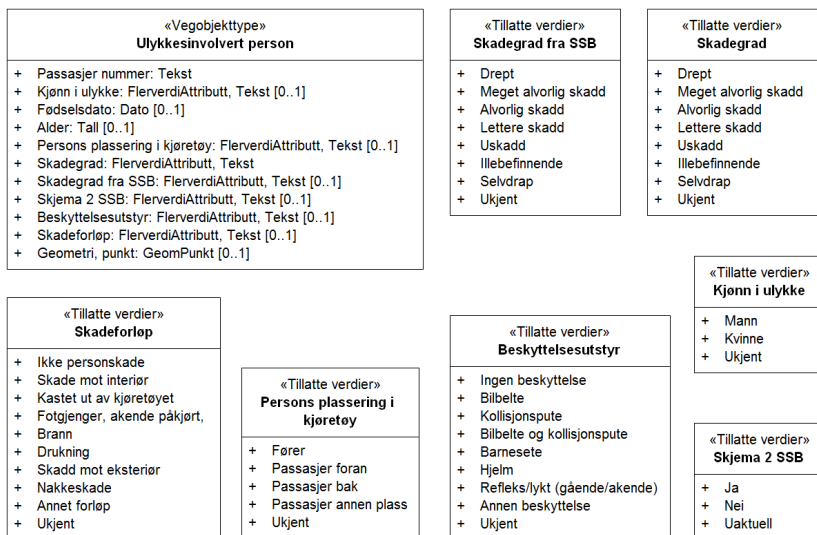 «Vegobjekttype»
Ulykkesinvolvert person
+ Passasjer nummer: Tekst
+ Kjønn i ulykke: FlerverdiAttributt, Tekst [0..1]
+ Fødselsdato: Dato [0..1]
+ Alder: Tall [0..1]
+ Persons plassering i kjøretøy: FlerverdiAttributt, Tekst [0..1]
+ Skadegrad: FlerverdiAttributt, Tekst
+ Skadegrad fra SSB: FlerverdiAttributt, Tekst [0..1]
+ Skjema 2 SSB: FlerverdiAttributt, Tekst [0..1]
+ Beskyttelsesutstyr: FlerverdiAttributt, Tekst [0..1]
+ Skadeforløp: FlerverdiAttributt, Tekst [0..1]
+ Geometri, punkt: GeomPunkt [0..1]
«Tillatte verdier»
Skadegrad fra SSB
+ Drept
+ Meget alvorlig skadd
+ Alvorlig skadd
+ Lettere skadd
+ Uskadd
+ Illebefinnende
+ Selvdrap
+ Ukjent
«Tillatte verdier»
Skadegrad
+ Drept
+ Meget alvorlig skadd
+ Alvorlig skadd
+ Lettere skadd
+ Uskadd
+ Illebefinnende
+ Selvdrap
+ Ukjent
«Tillatte verdier»
Kjønn i ulykke
+ Mann
+ Kvinne
+ Ukjent
«Tillatte verdier»
Skadeforløp
+ Ikke personskade
+ Skade mot interiør
+ Kastet ut av kjøretøyet
+ Fotgjenger, akende påkjørt,
+ Brann
+ Drukning
+ Skadd mot eksteriør
+ Nakkeskade
+ Annet forløp
+ Ukjent
«Tillatte verdier»
Persons plassering i
kjøretøy
+ Fører
+ Passasjer foran
+ Passasjer bak
+ Passasjer annen plass
+ Ukjent
«Tillatte verdier»
Beskyttelsesutstyr
+ Ingen beskyttelse
+ Bilbelte
+ Kollisjonspute
+ Bilbelte og kollisjonspute
+ Barnesete
+ Hjelm
+ Refleks/lykt (gående/akende)
+ Annen beskyttelse
+ Ukjent
«Tillatte verdier»
Skjema 2 SSB
+ Ja
+ Nei
+ Uaktuell